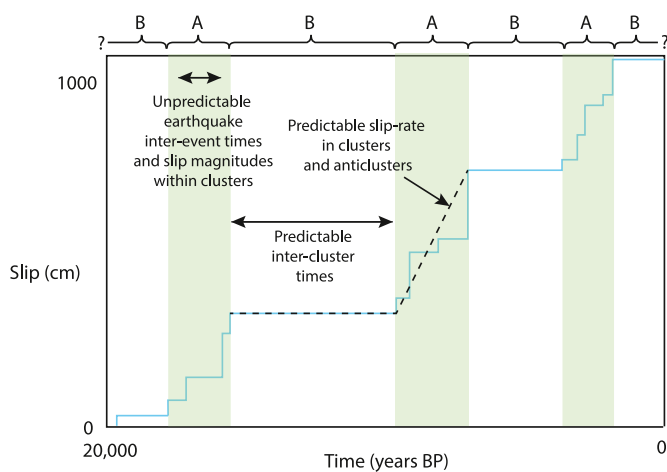 B A B A B A B
? ?
1000
Unpredictable
earthquake
inter-event times
and slip magnitudes
within clusters
Predictable slip-rate
in clusters
and anticlusters
Predictable
inter-cluster
times
Slip (cm)
0
20,000
Time (years BP)
0